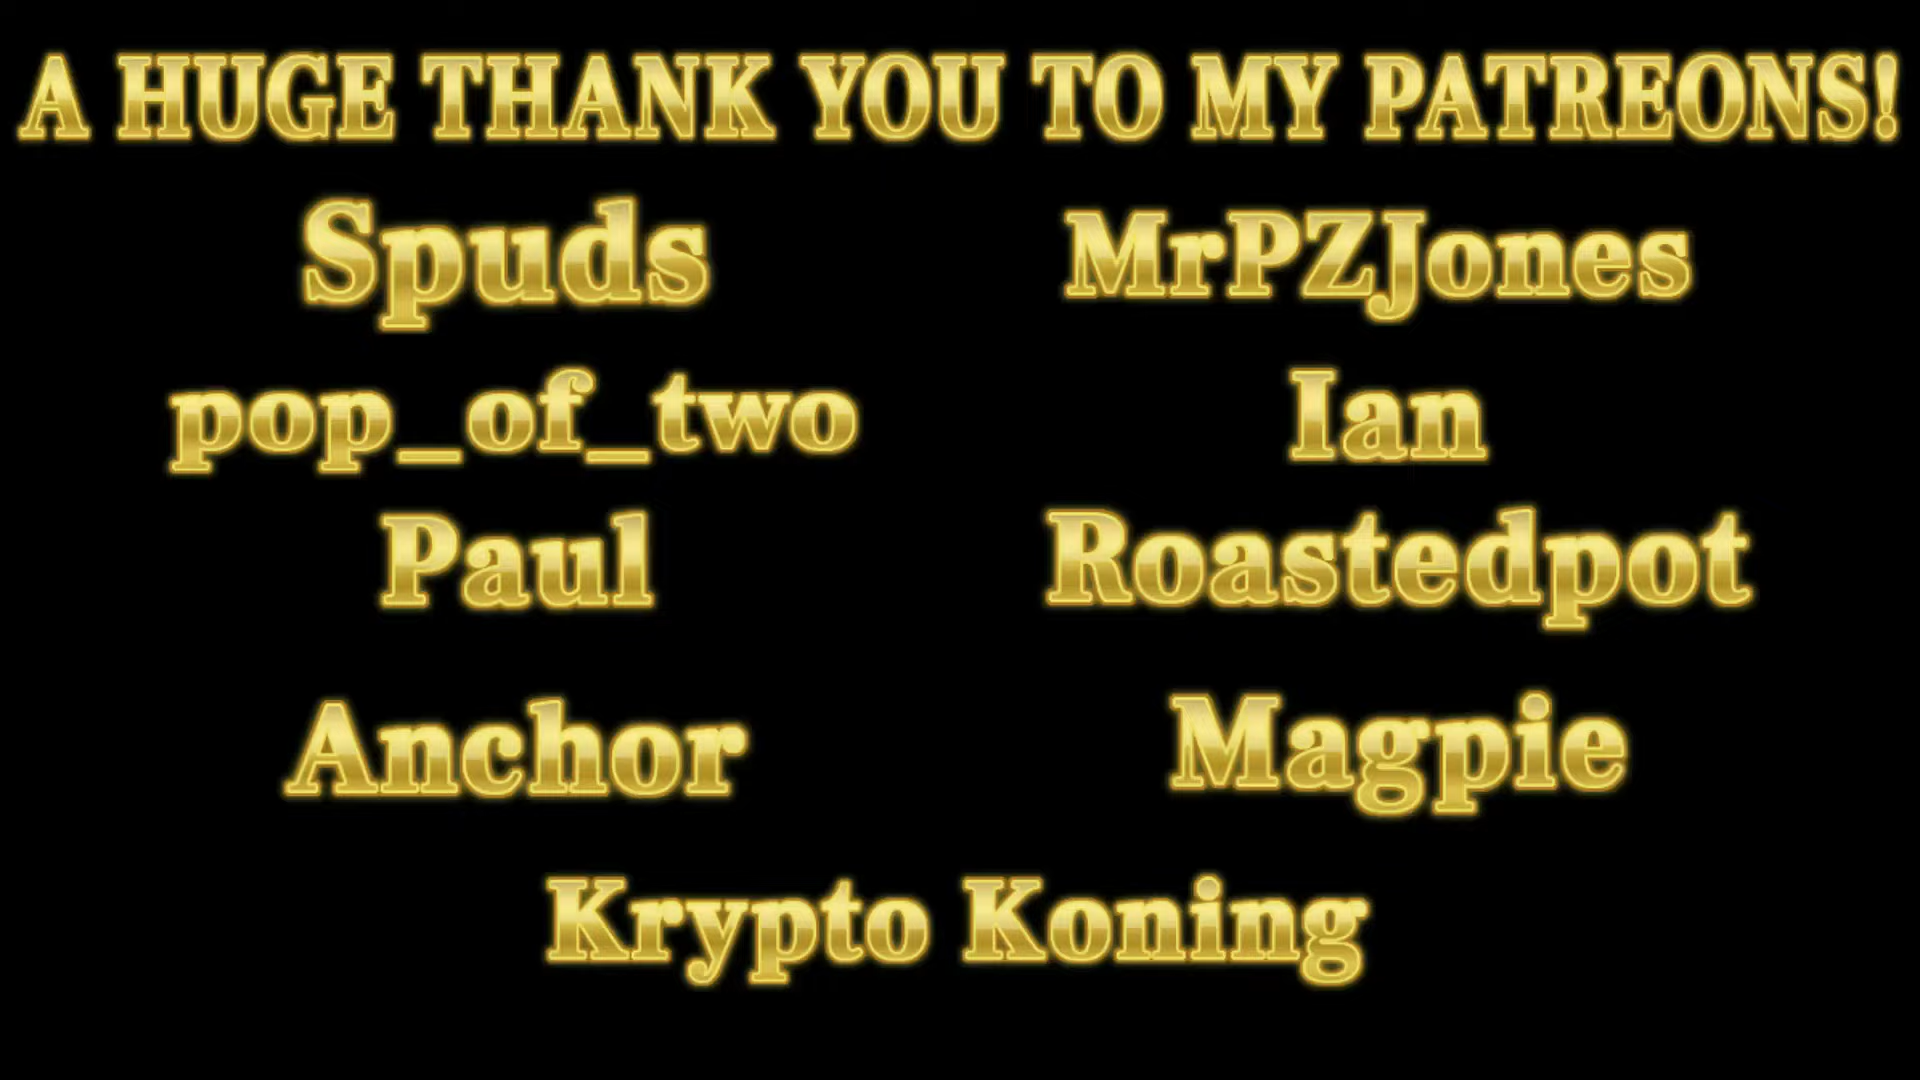 A HUGE THANK YOU TO MY PATREONS!
Spuds
MrPZJones
pop_of_two
Ian
Paul
Roastedpot
Anchor
Magpie
Krypto Koning